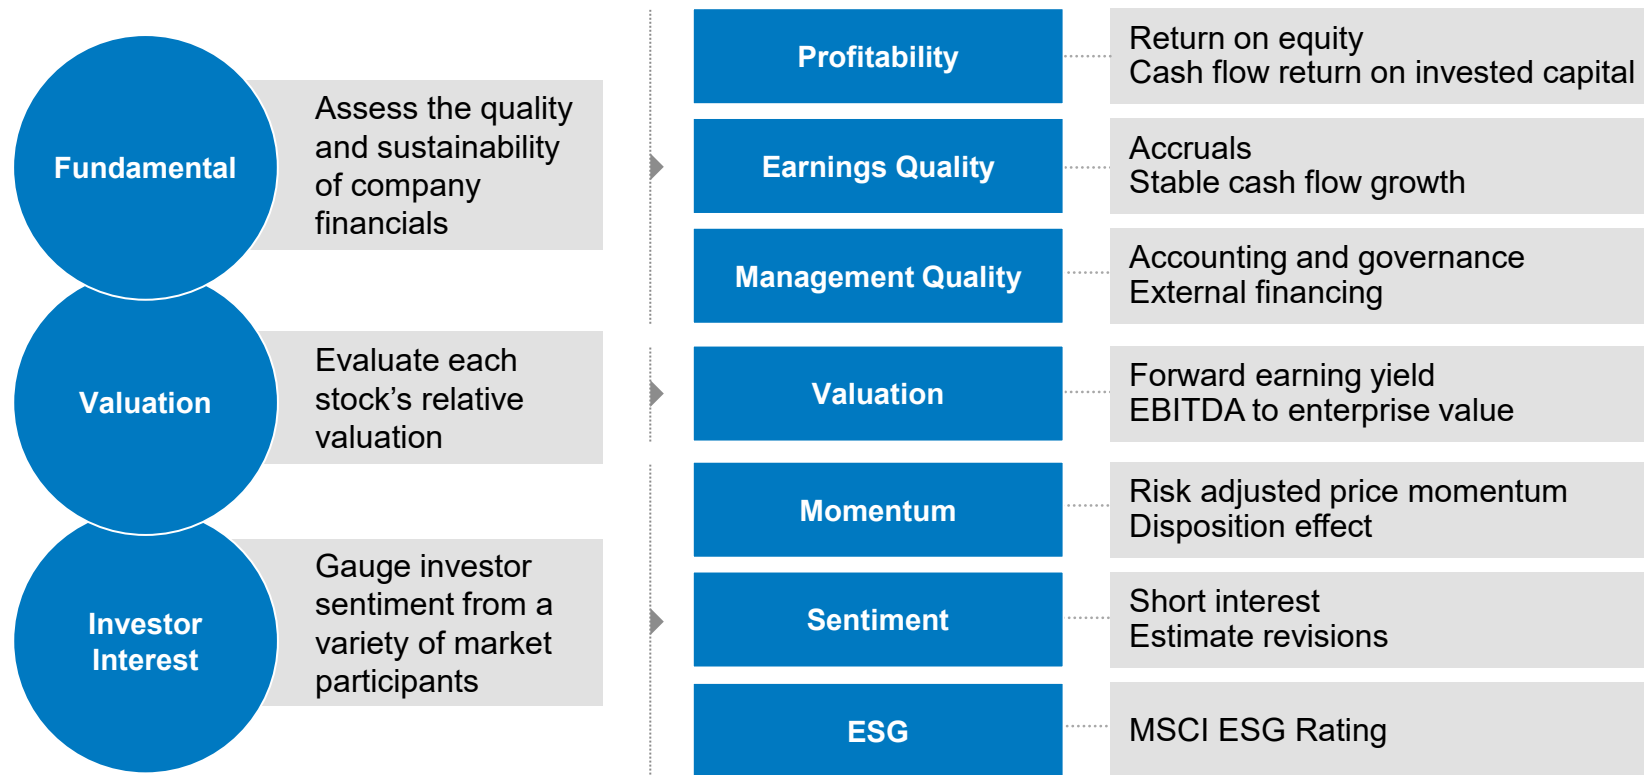 Fundamental
Assess the quality
and sustainability
of company
financials
Profitability
Return on equity
Cash flow return on invested capital
Earnings Quality
Accruals
Stable cash flow growth
Management Quality
Accounting and governance
External financing
Valuation
Evaluate each
stock’s relative
valuation
Valuation
Forward earning yield
EBITDA to enterprise value
Investor
Interest
Gauge investor
sentiment from a
variety of market
participants
Momentum
Risk adjusted price momentum
Disposition effect
Sentiment
Short interest
Estimate revisions
ESG
MSCI ESG Rating